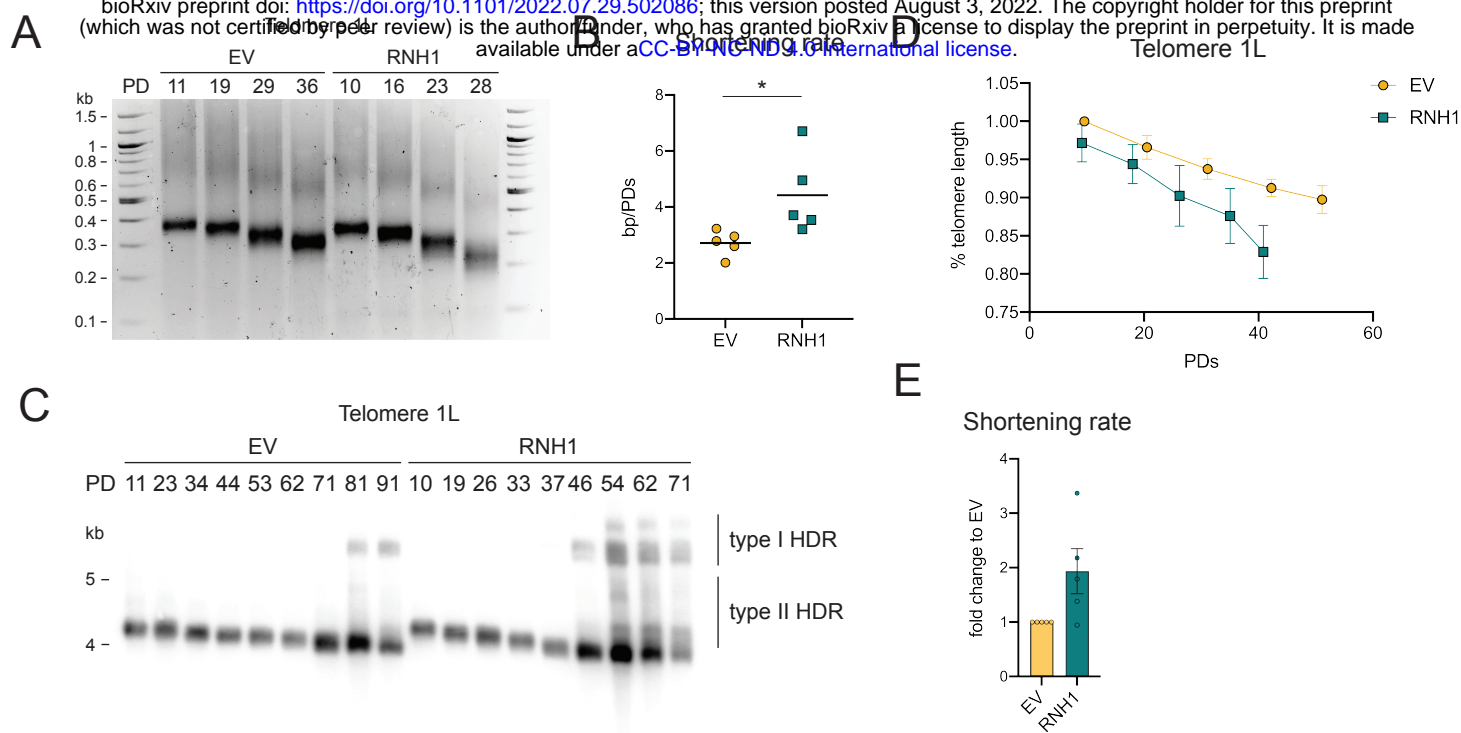 bioRxiv preprint doi: https://doi.org/10.1101/2022.07.29.502086; this version posted August 3, 2022. The copyright holder for this preprint
(which was not certified by peer review) is the author/funder, who has granted bioRxiv a license to display the preprint in perpetuity. It is made
available under aCC-BY-NC-ND 4.0 International license.
A
Telomere 1L
EV RNH1
PD 11 19 29 36 10 16 23 28
kb
1.5
1
0.8
0.6
0.5
0.4
0.3
0.2
0.1
B
Shortening rate
*
8
6
4
2
0
bp/PDs
EV RNH1
D
Telomere 1L
EV
RNH1
1.05
1.00
0.95
0.90
0.85
0.80
0.75
% telomere length
0 20 40 60
PDs
C
Telomere 1L
EV RNH1
PD 11 23 34 44 53 62 71 81 91 10 19 26 33 37 46 54 62 71
kb
5
4
type I HDR
type II HDR
E
Shortening rate
4
3
2
1
0
fold change to EV
EV
RNH1